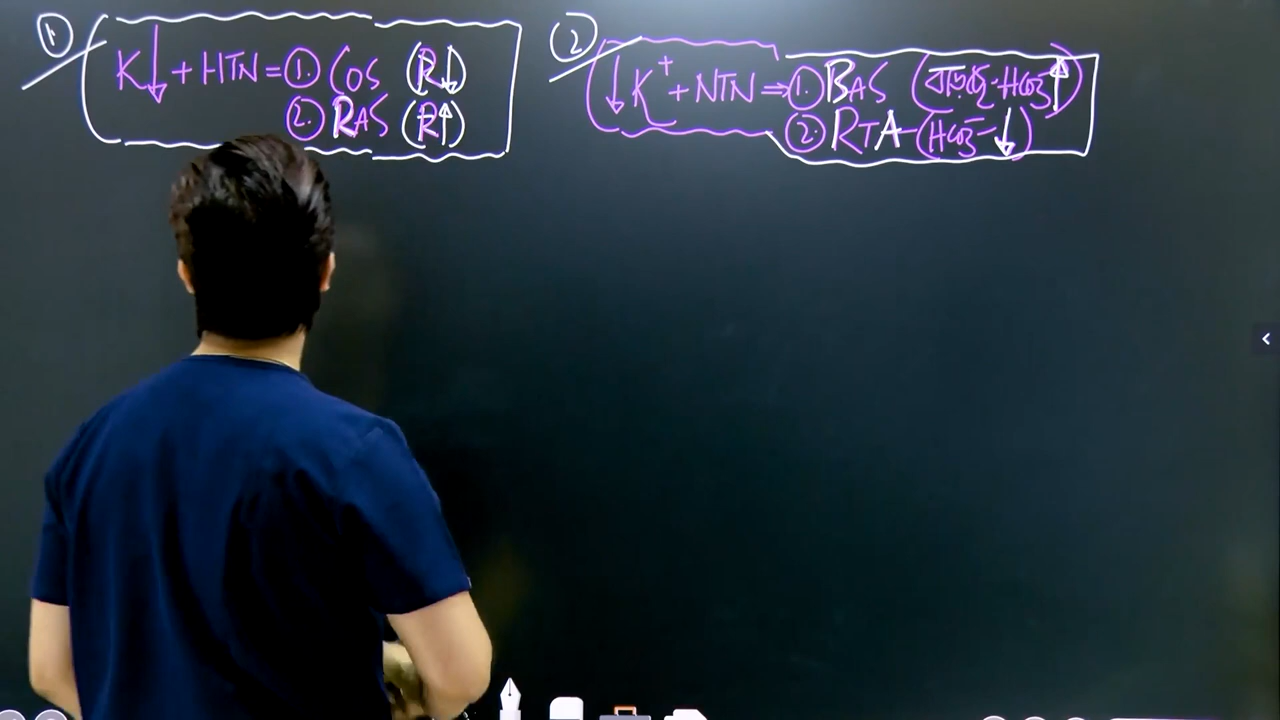 ① K↓ + HTN = ①. Cos (R↓)
②. RAS (R↑)
② ↓K⁺ + NTN ⇒ ①. BAS (বাড়বে·HCO₃⁻↑)
②. RTA - (HCO₃⁻ ↓)